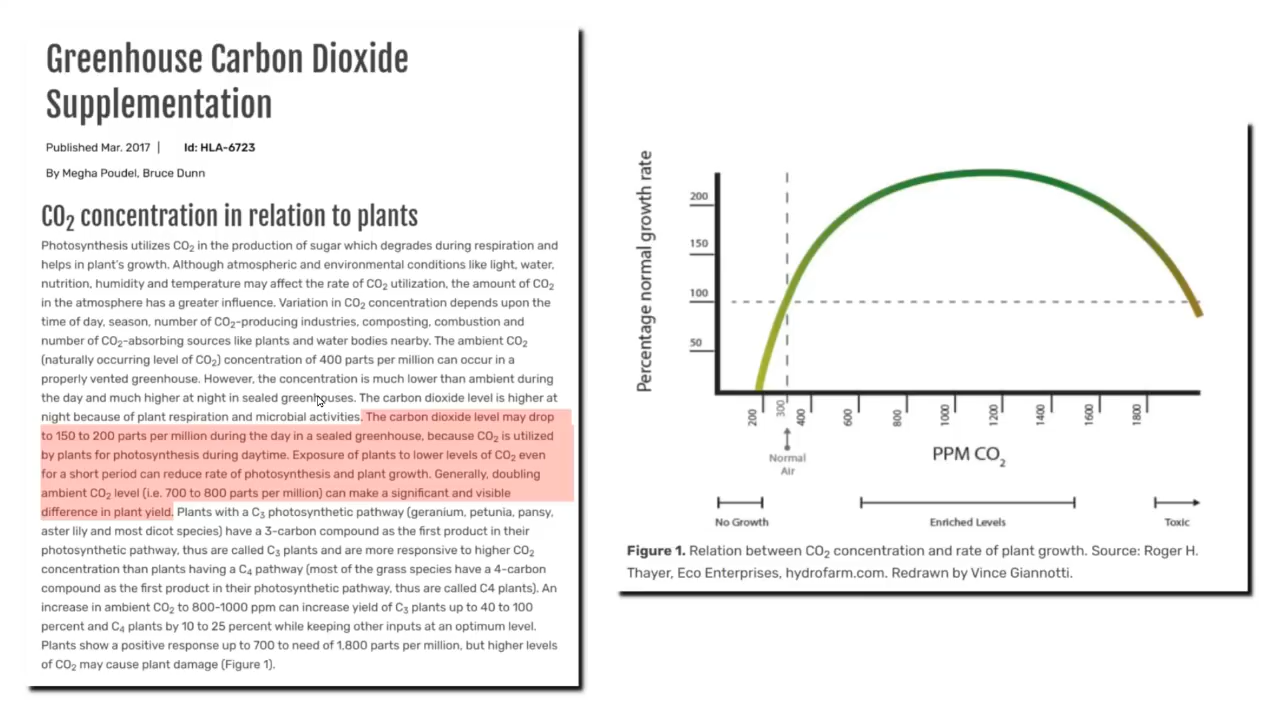 Greenhouse Carbon Dioxide
Supplementation
Published Mar. 2017 | Id: HLA-6723
By Megha Poudel, Bruce Dunn
CO₂ concentration in relation to plants
Photosynthesis utilizes CO₂ in the production of sugar which degrades during respiration and
helps in plant's growth. Although atmospheric and environmental conditions like light, water,
nutrition, humidity and temperature may affect the rate of CO₂ utilization, the amount of CO₂
in the atmosphere has a greater influence. Variation in CO₂ concentration depends upon the
time of day, season, number of CO₂-producing industries, composting, combustion and
number of CO₂-absorbing sources like plants and water bodies nearby. The ambient CO₂
(naturally occurring level of CO₂) concentration of 400 parts per million can occur in a
properly vented greenhouse. However, the concentration is much lower than ambient during
the day and much higher at night in sealed greenhouses. The carbon dioxide level is higher at
night because of plant respiration and microbial activities. The carbon dioxide level may drop
to 150 to 200 parts per million during the day in a sealed greenhouse, because CO₂ is utilized
by plants for photosynthesis during daytime. Exposure of plants to lower levels of CO₂ even
for a short period can reduce rate of photosynthesis and plant growth. Generally, doubling
ambient CO₂ level (i.e. 700 to 800 parts per million) can make a significant and visible
difference in plant yield. Plants with a C₃ photosynthetic pathway (geranium, petunia, pansy,
aster lily and most dicot species) have a 3-carbon compound as the first product in their
photosynthetic pathway, thus are called C₃ plants and are more responsive to higher CO₂
concentration than plants having a C₄ pathway (most of the grass species have a 4-carbon
compound as the first product in their photosynthetic pathway, thus are called C4 plants). An
increase in ambient CO₂ to 800-1000 ppm can increase yield of C₃ plants up to 40 to 100
percent and C₄ plants by 10 to 25 percent while keeping other inputs at an optimum level.
Plants show a positive response up to 700 to need of 1,800 parts per million, but higher levels
of CO₂ may cause plant damage (Figure 1).
Percentage normal growth rate
200
150
100
50
200
300
400
600
800
1000
1200
1400
1600
1800
Normal
Air
PPM CO₂
No Growth
Enriched Levels
Toxic
Figure 1. Relation between CO₂ concentration and rate of plant growth. Source: Roger H.
Thayer, Eco Enterprises, hydrofarm.com. Redrawn by Vince Giannotti.